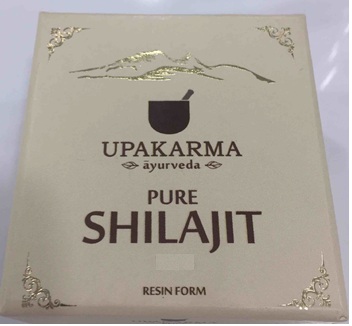 UPAKARMA
āyurveda
PURE
SHILAJIT
RESIN FORM